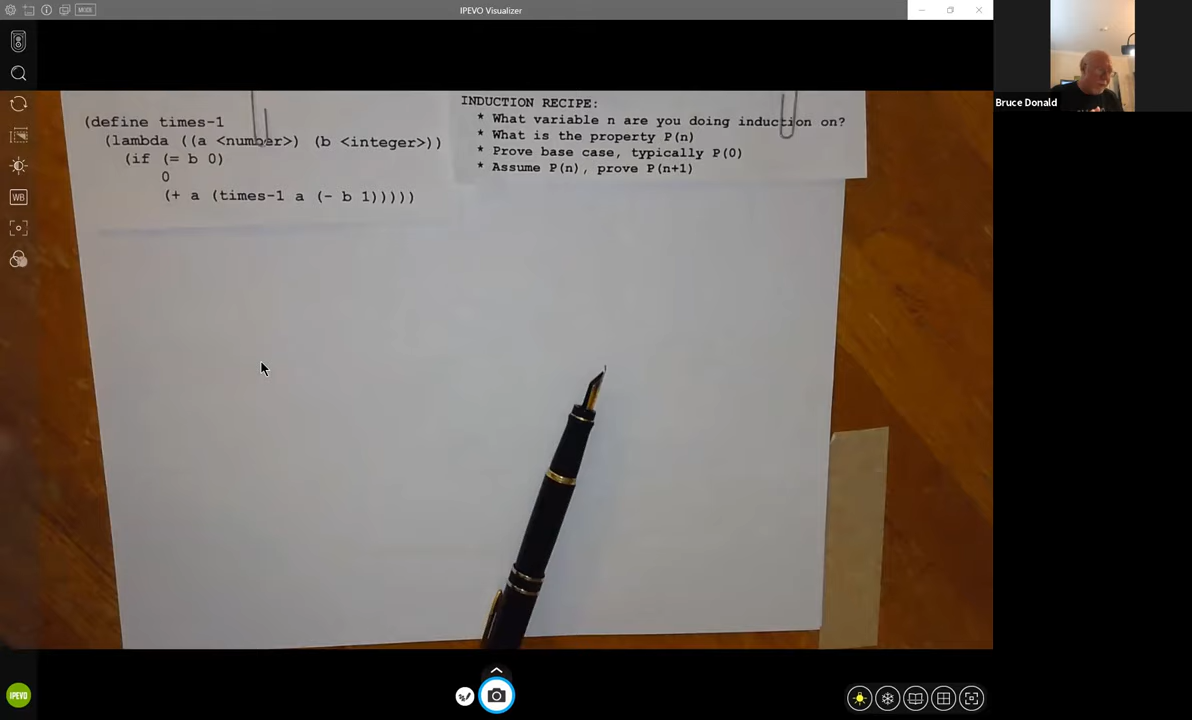 IPEVO Visualizer
MODE
Bruce Donald
(define times-1
(lambda ((a <number>) (b <integer>))
(if (= b 0)
0
(+ a (times-1 a (- b 1)))))
INDUCTION RECIPE:
* What variable n are you doing induction on?
* What is the property P(n)
* Prove base case, typically P(0)
* Assume P(n), prove P(n+1)
WB
IPEVO